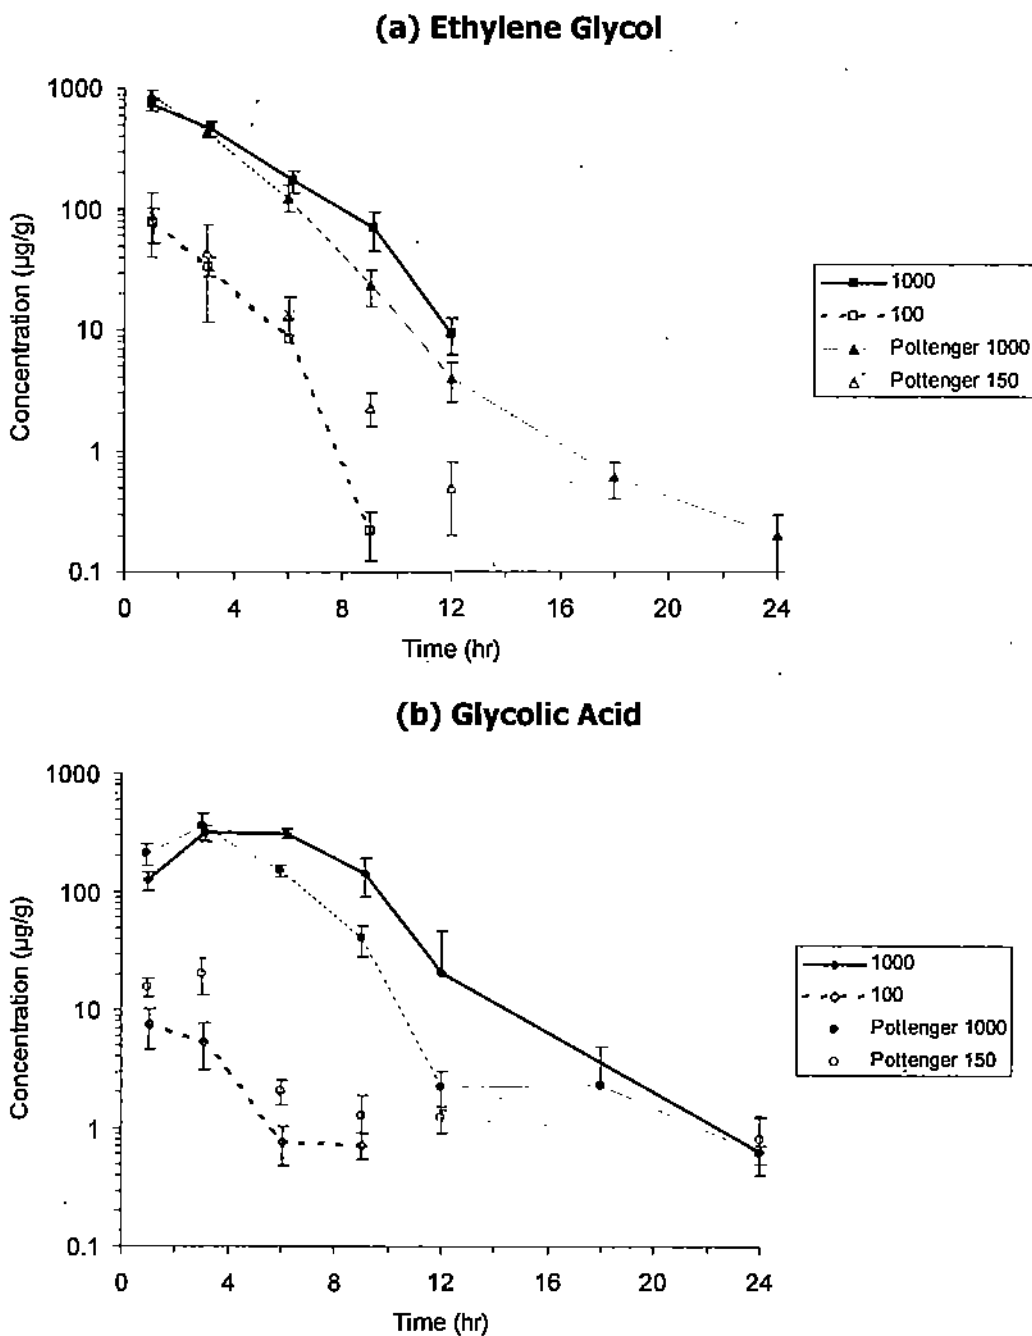 (a) Ethylene Glycol
1000
100
10
1
0.1
Concentration (µg/g)
0 4 8 12 16 20 24
Time (hr)
1000
100
Pottenger 1000
Pottenger 150
(b) Glycolic Acid
1000
100
10
1
0.1
Concentration (µg/g)
0 4 8 12 16 20 24
Time (hr)
1000
100
Pottenger 1000
Pottenger 150